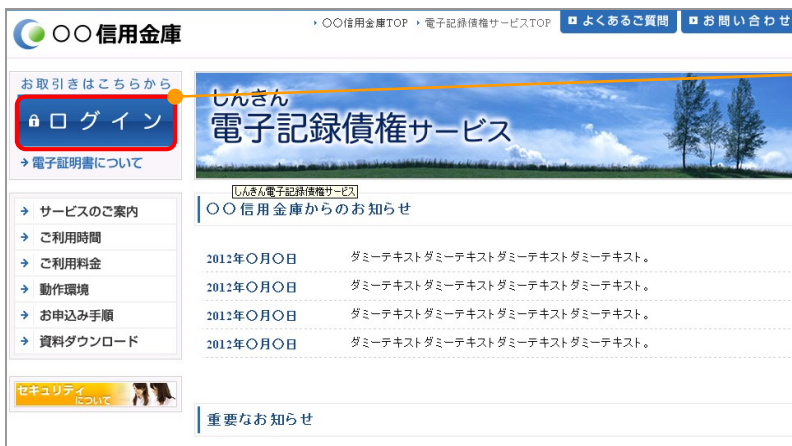 〇〇信用金庫
〇〇信用金庫TOP
電子記録債権サービスTOP
よくあるご質問
お問い合わせ
お取引きはこちらから
ログイン
電子証明書について
しんきん
電子記録債権サービス
しんきん電子記録債権サービス
サービスのご案内
ご利用時間
ご利用料金
動作環境
お申込み手順
資料ダウンロード
セキュリティ
について
〇〇信用金庫からのお知らせ
2012年〇月〇日 ダミーテキストダミーテキストダミーテキストダミーテキスト。
2012年〇月〇日 ダミーテキストダミーテキストダミーテキストダミーテキスト。
2012年〇月〇日 ダミーテキストダミーテキストダミーテキストダミーテキスト。
2012年〇月〇日 ダミーテキストダミーテキストダミーテキストダミーテキスト。
重要なお知らせ